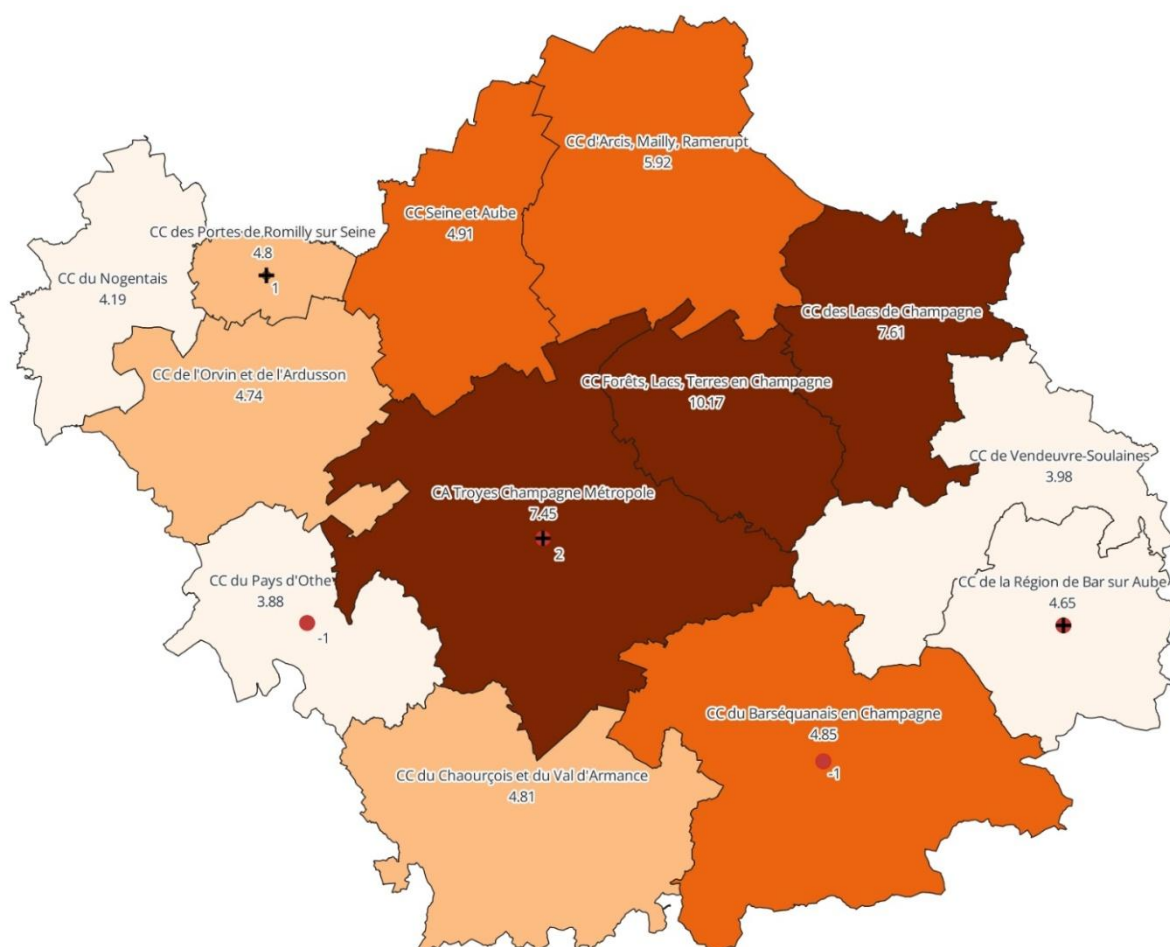 CC d'Arcis, Mailly, Ramerupt
5.92
CC Seine et Aube
4.91
CC des Portes de Romilly sur Seine
4.8
1
CC du Nogentais
4.19
CC des Lacs de Champagne
7.61
CC de l'Orvin et de l'Ardusson
4.74
CC Forêts, Lacs, Terres en Champagne
10.17
CC de Vendeuvre-Soulaines
3.98
CA Troyes Champagne Métropole
7.45
2
CC du Pays d'Othe
3.88
-1
CC de la Région de Bar sur Aube
4.65
CC du Barséquanais en Champagne
4.85
-1
CC du Chaourçois et du Val d'Armance
4.81